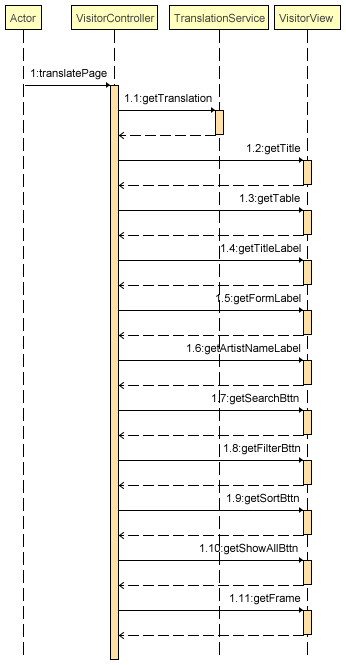 Actor
VisitorController
TranslationService
VisitorView
1:translatePage
1.1:getTranslation
1.2:getTitle
1.3:getTable
1.4:getTitleLabel
1.5:getFormLabel
1.6:getArtistNameLabel
1.7:getSearchBttn
1.8:getFilterBttn
1.9:getSortBttn
1.10:getShowAllBttn
1.11:getFrame